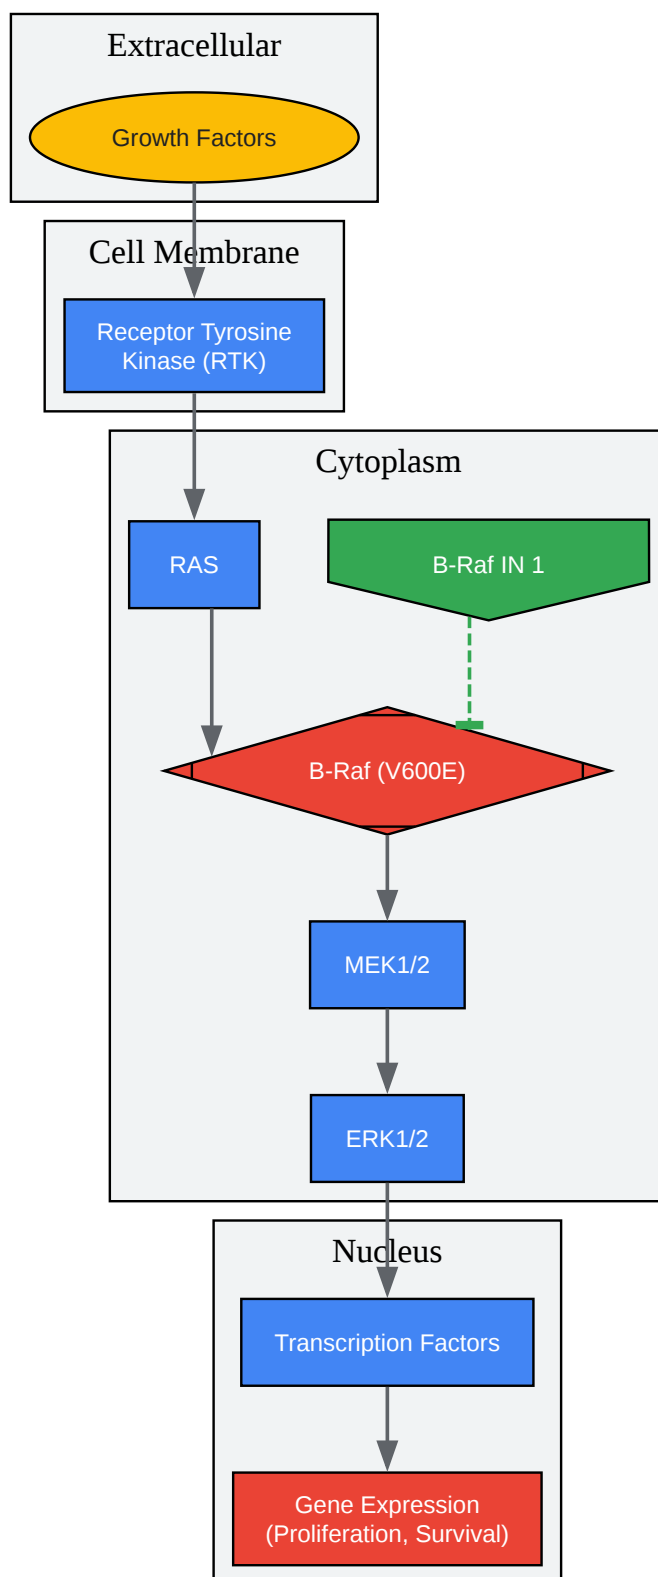 Extracellular
Growth Factors
Cell Membrane
Receptor Tyrosine
Kinase (RTK)
Cytoplasm
RAS
B-Raf IN 1
B-Raf (V600E)
MEK1/2
ERK1/2
Nucleus
Transcription Factors
Gene Expression
(Proliferation, Survival)